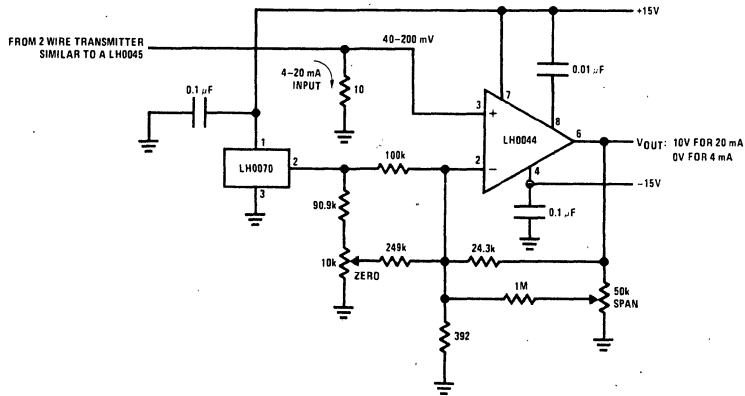 +15V
FROM 2 WIRE TRANSMITTER
SIMILAR TO A LH0045
40–200 mV
4–20 mA
INPUT
10
0.01 μF
0.1 μF
7
8
3
+
LH0044
6
VOUT: 10V FOR 20 mA
0V FOR 4 mA
1
LH0070
2
100k
2
–
4
–15V
3
0.1 μF
90.9k
10k
ZERO
249k
24.3k
1M
50k
SPAN
392